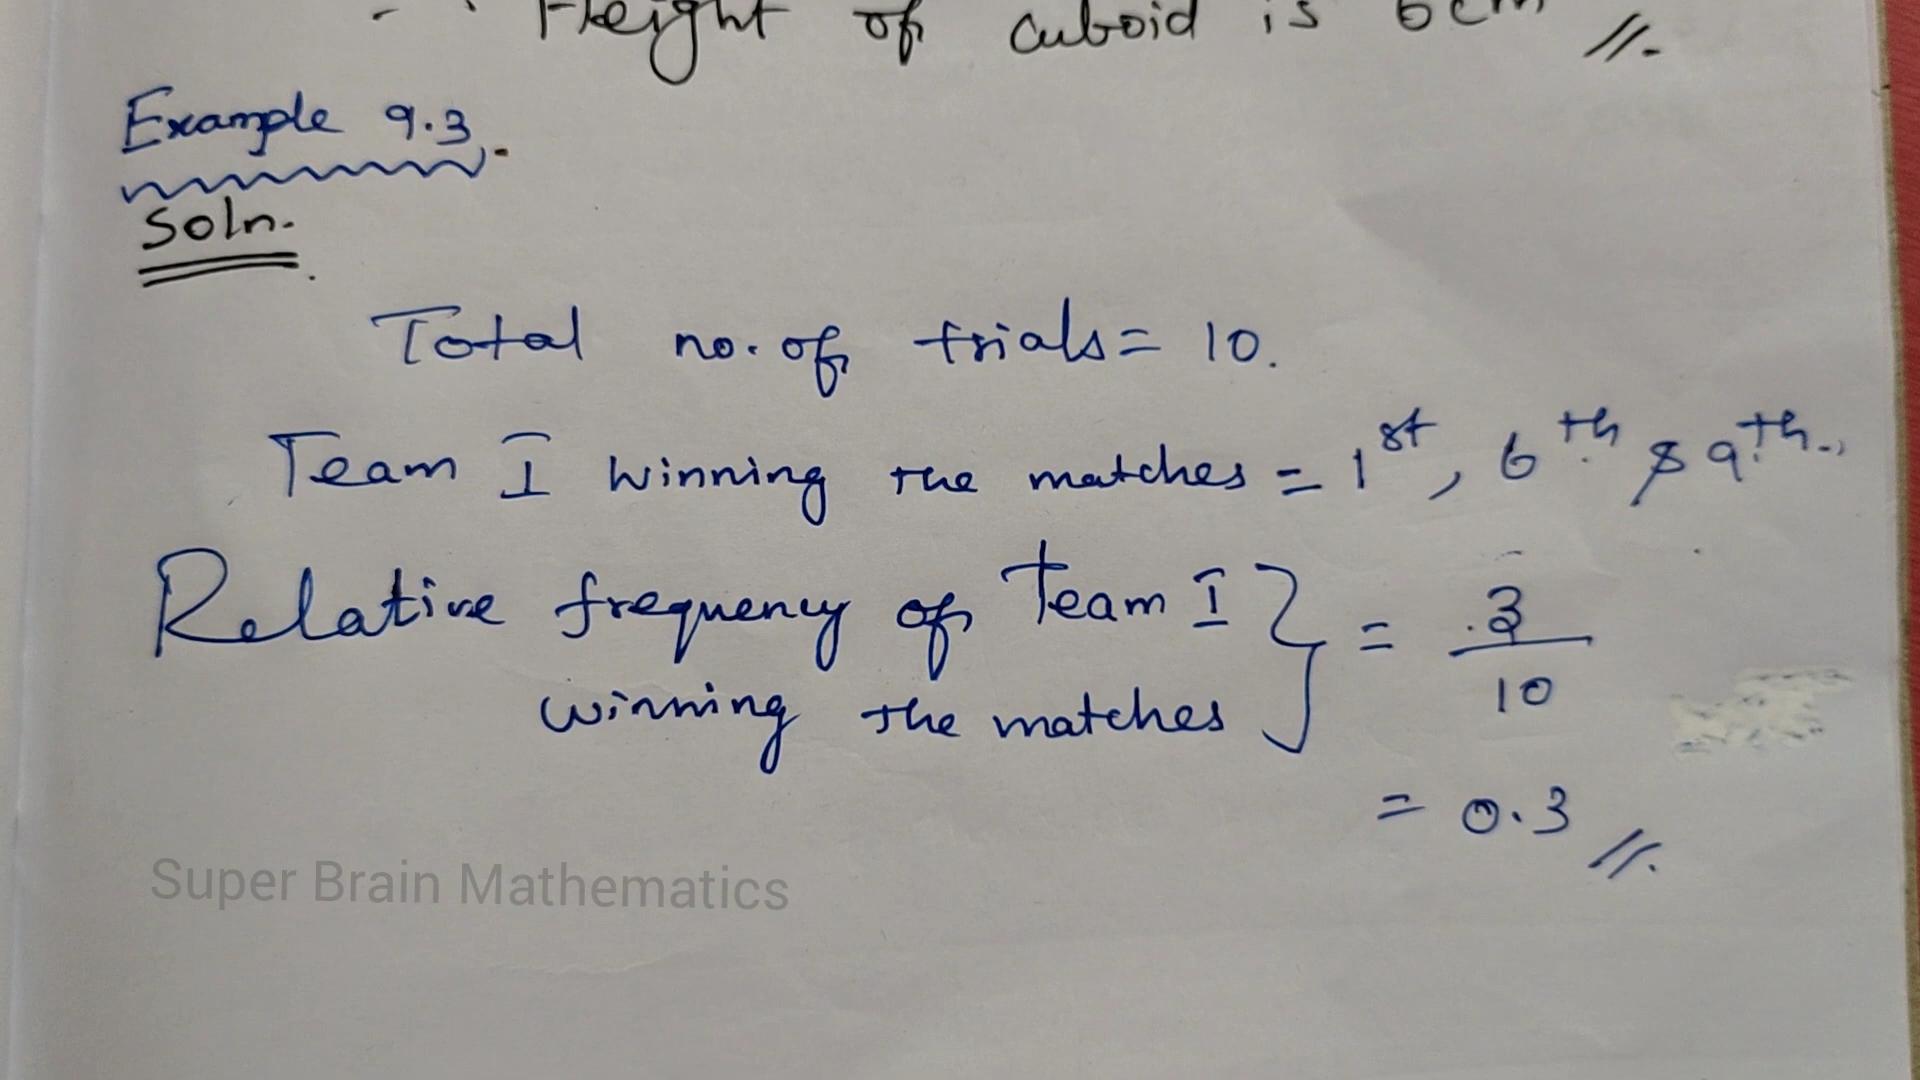 Height of cuboid is 6cm //.
Example 9.3.
Soln.
Total no. of trials = 10.
Team I winning the matches = 1st, 6th & 9th.,
Relative frequency of Team I } = 3/10
winning the matches
= 0.3 //.
Super Brain Mathematics